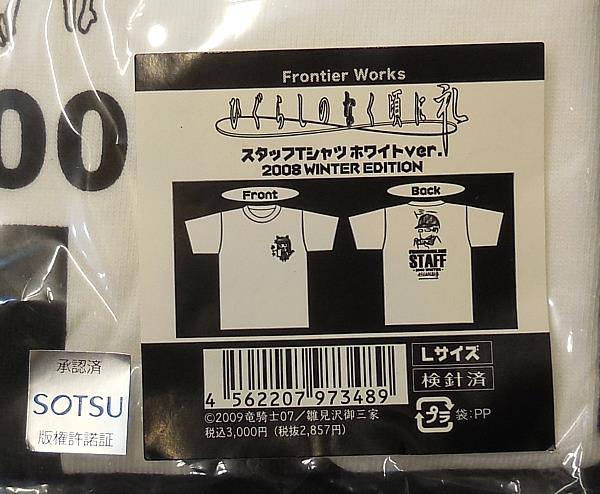 00
Frontier Works
ひぐらしのなく頃に礼
スタッフTシャツ ホワイトver.
2008 WINTER EDITION
Front
Back
STAFF
4 562207 973489
Lサイズ
検針済
©2009竜騎士07／雛見沢御三家
税込3,000円（税抜2,857円）
プラ 袋:PP
承認済
SOTSU
版権許諾証